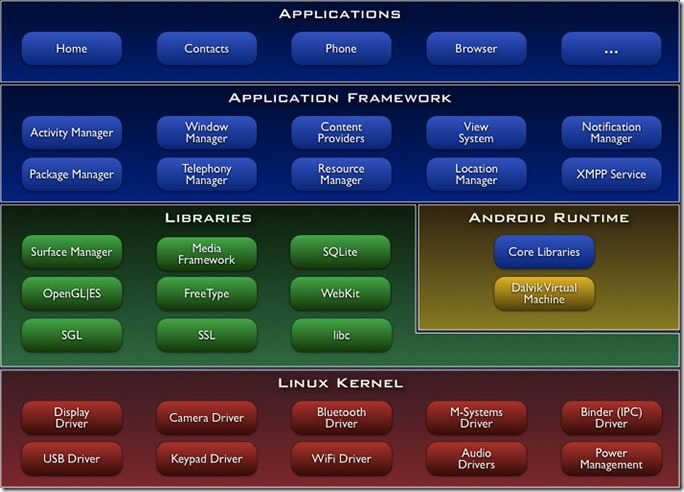 APPLICATIONS
Home
Contacts
Phone
Browser
...
APPLICATION FRAMEWORK
Activity Manager
Window
Manager
Content
Providers
View
System
Notification
Manager
Package Manager
Telephony
Manager
Resource
Manager
Location
Manager
XMPP Service
LIBRARIES
Surface Manager
Media
Framework
SQLite
OpenGL|ES
FreeType
WebKit
SGL
SSL
libc
ANDROID RUNTIME
Core Libraries
Dalvik Virtual
Machine
LINUX KERNEL
Display
Driver
Camera Driver
Bluetooth
Driver
M-Systems
Driver
Binder (IPC)
Driver
USB Driver
Keypad Driver
WiFi Driver
Audio
Drivers
Power
Management